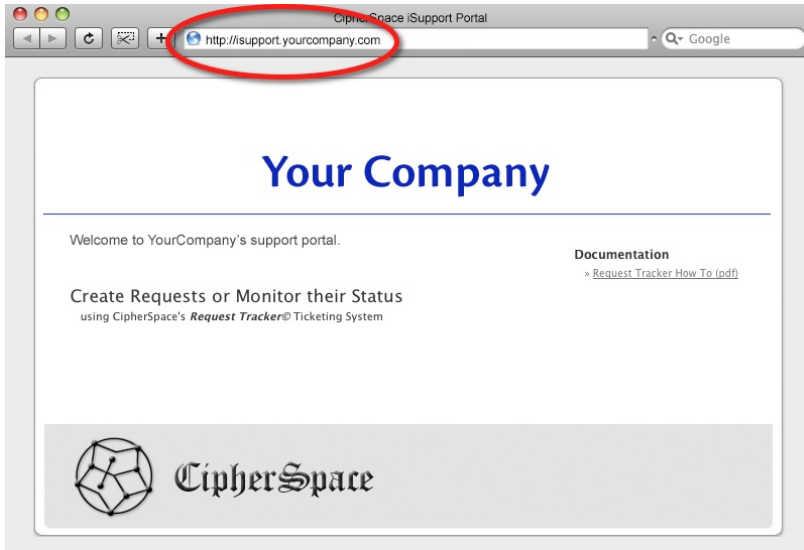 CipherSpace iSupport Portal
http://isupport.yourcompany.com
Google
Your Company
Welcome to YourCompany's support portal.
Documentation
» Request Tracker How To (pdf)
Create Requests or Monitor their Status
using CipherSpace's Request Tracker© Ticketing System
CipherSpace